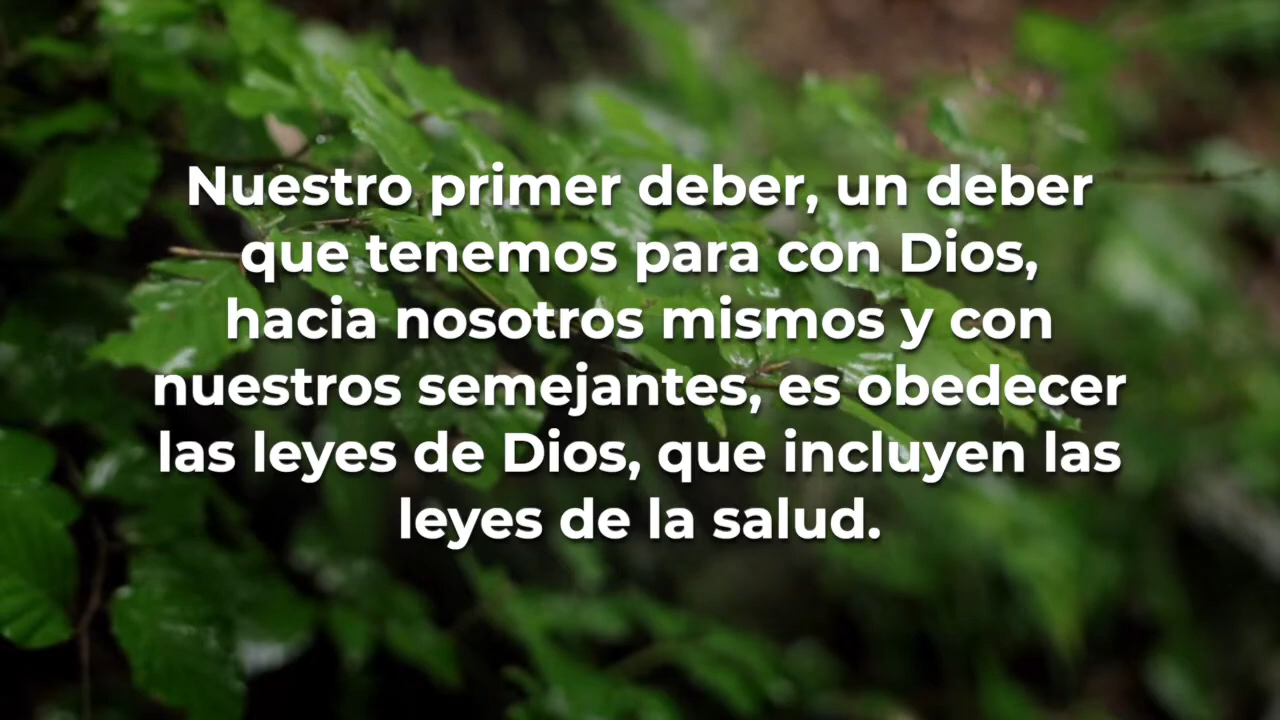 Nuestro primer deber, un deber
que tenemos para con Dios,
hacia nosotros mismos y con
nuestros semejantes, es obedecer
las leyes de Dios, que incluyen las
leyes de la salud.